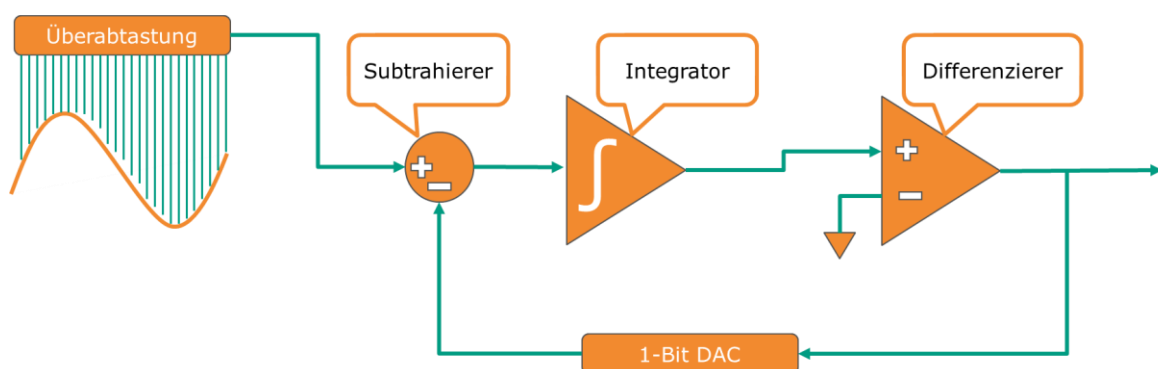 Überabtastung
Subtrahierer
Integrator
Differenzierer
+
−
∫
+
−
1-Bit DAC